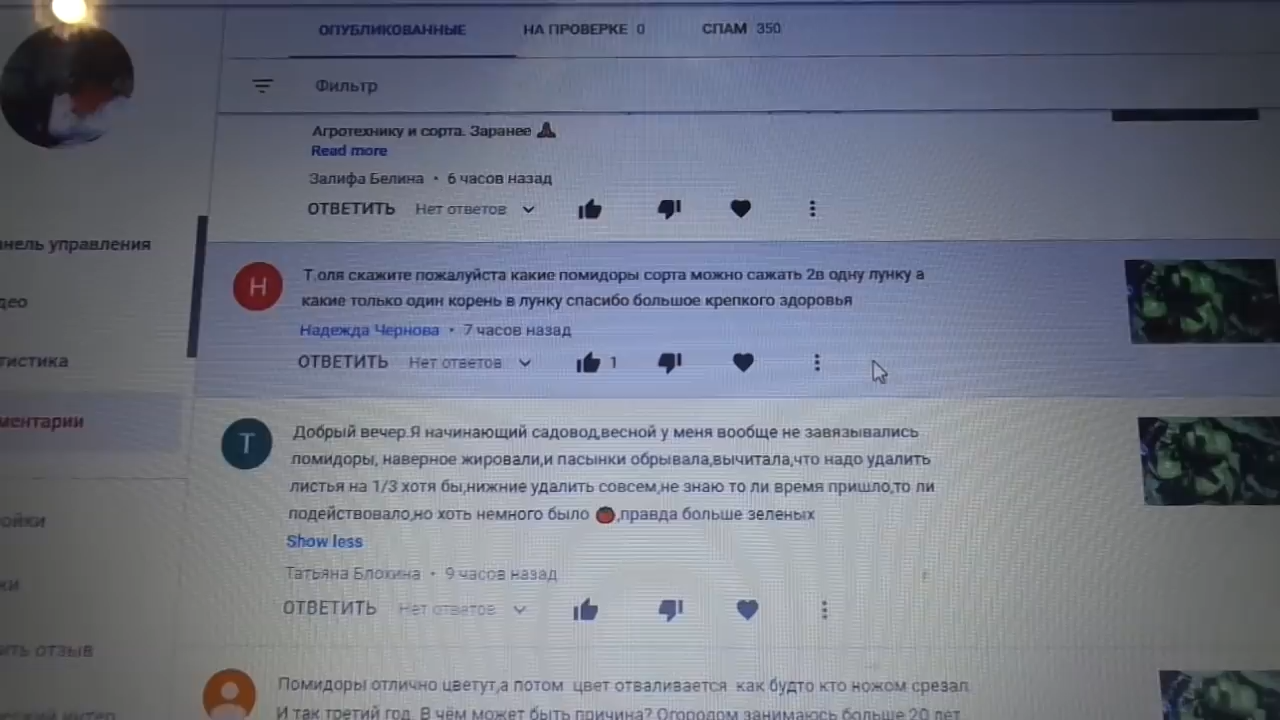 ОПУБЛИКОВАННЫЕ НА ПРОВЕРКЕ 0 СПАМ 350
Фильтр
Агротехнику и сорта. Заранее 🙏
Read more
Залифа Белина • 6 часов назад
ОТВЕТИТЬ Нет ответов
нель управления
Т.оля скажите пожалуйста какие помидоры сорта можно сажать 2в одну лунку а
какие только один корень в лунку спасибо большое крепкого здоровья
Надежда Чернова • 7 часов назад
ОТВЕТИТЬ Нет ответов 1
Н
део
тистика
ментарии
Т
Добрый вечер.Я начинающий садовод,весной у меня вообще не завязывались
помидоры, наверное жировали,и пасынки обрывала,вычитала,что надо удалить
листья на 1/3 хотя бы,нижние удалить совсем,не знаю то ли время пришло,то ли
подействовало,но хоть немного было 🍅,правда больше зеленых
Show less
Татьяна Блохина • 9 часов назад
ОТВЕТИТЬ Нет ответов
ойки
ки
ить отзыв
Помидоры отлично цветут,а потом цвет отваливается как будто кто ножом срезал
И так третий год. В чём может быть причина? Огородом занимаюсь больше 20 лет